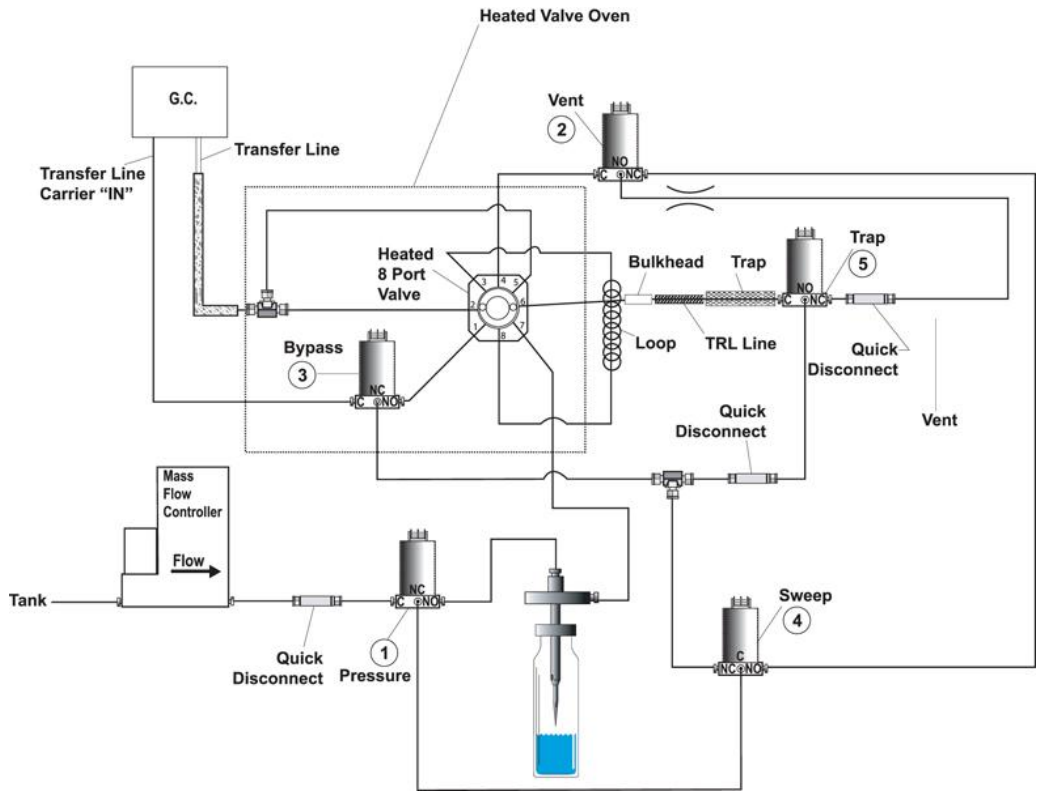 Heated Valve Oven
G.C.
Transfer Line
Transfer Line
Carrier “IN”
Vent
2
NO
C NC
Heated
8 Port
Valve
3 4 5
2 6
1 8 7
Bulkhead
Trap
Trap
5
NO
C NC
Loop
TRL Line
Quick
Disconnect
Vent
Bypass
3
NC
C NO
Quick
Disconnect
Mass
Flow
Controller
Flow
Tank
NC
C NO
Quick
Disconnect
1
Pressure
Sweep
4
C
NC NO